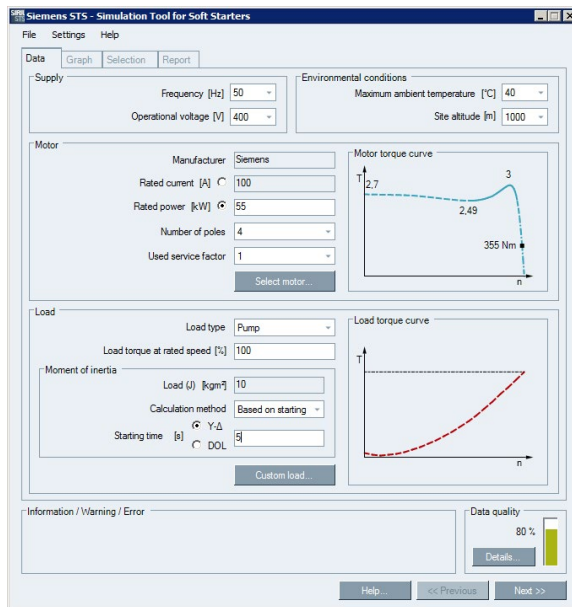 Siemens STS - Simulation Tool for Soft Starters
File Settings Help
Data Graph Selection Report
Supply
Frequency [Hz] 50
Operational voltage [V] 400
Environmental conditions
Maximum ambient temperature [°C] 40
Site altitude [m] 1000
Motor
Manufacturer Siemens
Rated current [A] 100
Rated power [kW] 55
Number of poles 4
Used service factor 1
Select motor...
Motor torque curve
T
2,7
3
2,49
355 Nm
n
Load
Load type Pump
Load torque at rated speed [%] 100
Moment of inertia
Load (J) [kgm²] 10
Calculation method Based on starting
Starting time [s] Y-Δ
DOL
5
Custom load...
Load torque curve
T
n
Information / Warning / Error
Data quality
80 %
Details...
Help... << Previous Next >>